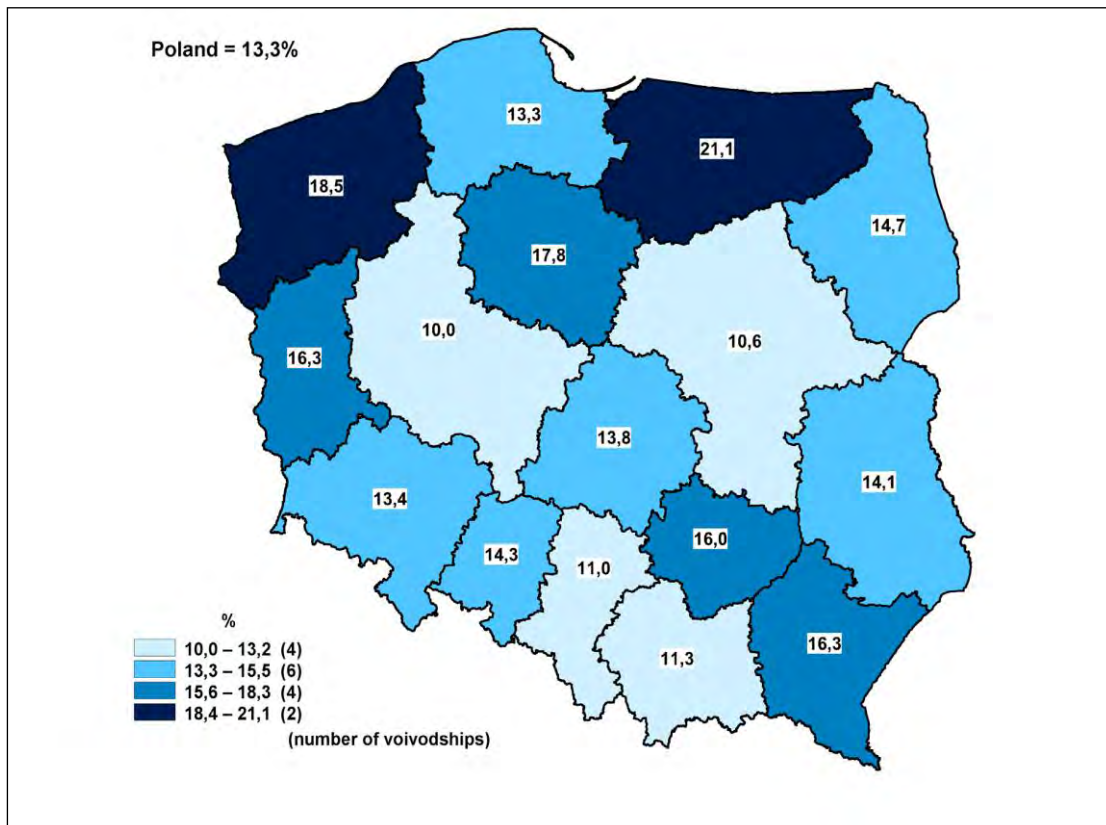 Poland = 13,3%
13,3
21,1
18,5
14,7
17,8
10,0
10,6
16,3
13,8
14,1
13,4
16,0
14,3
11,0
16,3
11,3
%
10,0 – 13,2 (4)
13,3 – 15,5 (6)
15,6 – 18,3 (4)
18,4 – 21,1 (2)
(number of voivodships)